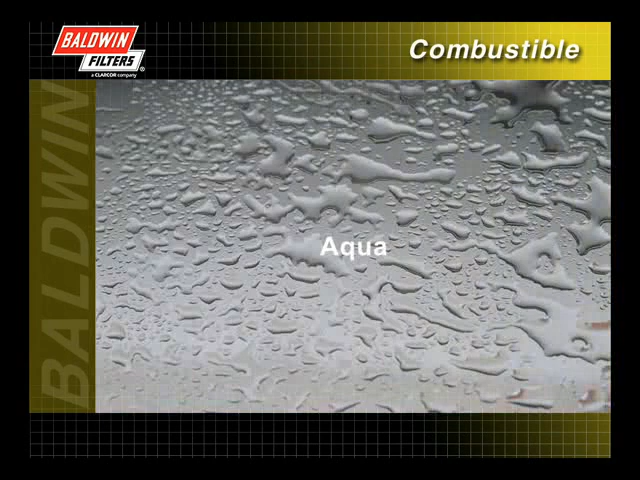 BALDWIN
FILTERS
a CLARCOR company
Combustible
BALDWIN
Aqua